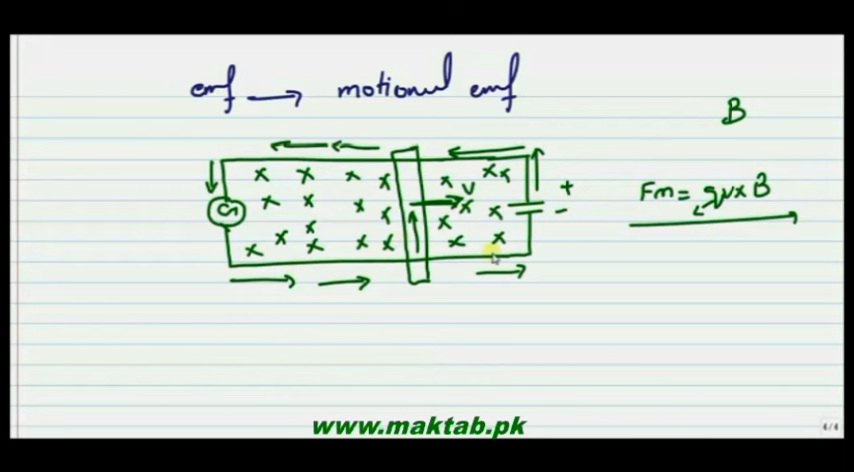 emf → motional emf
B
Fm = qv x B
G
v
+
-
www.maktab.pk
4/4